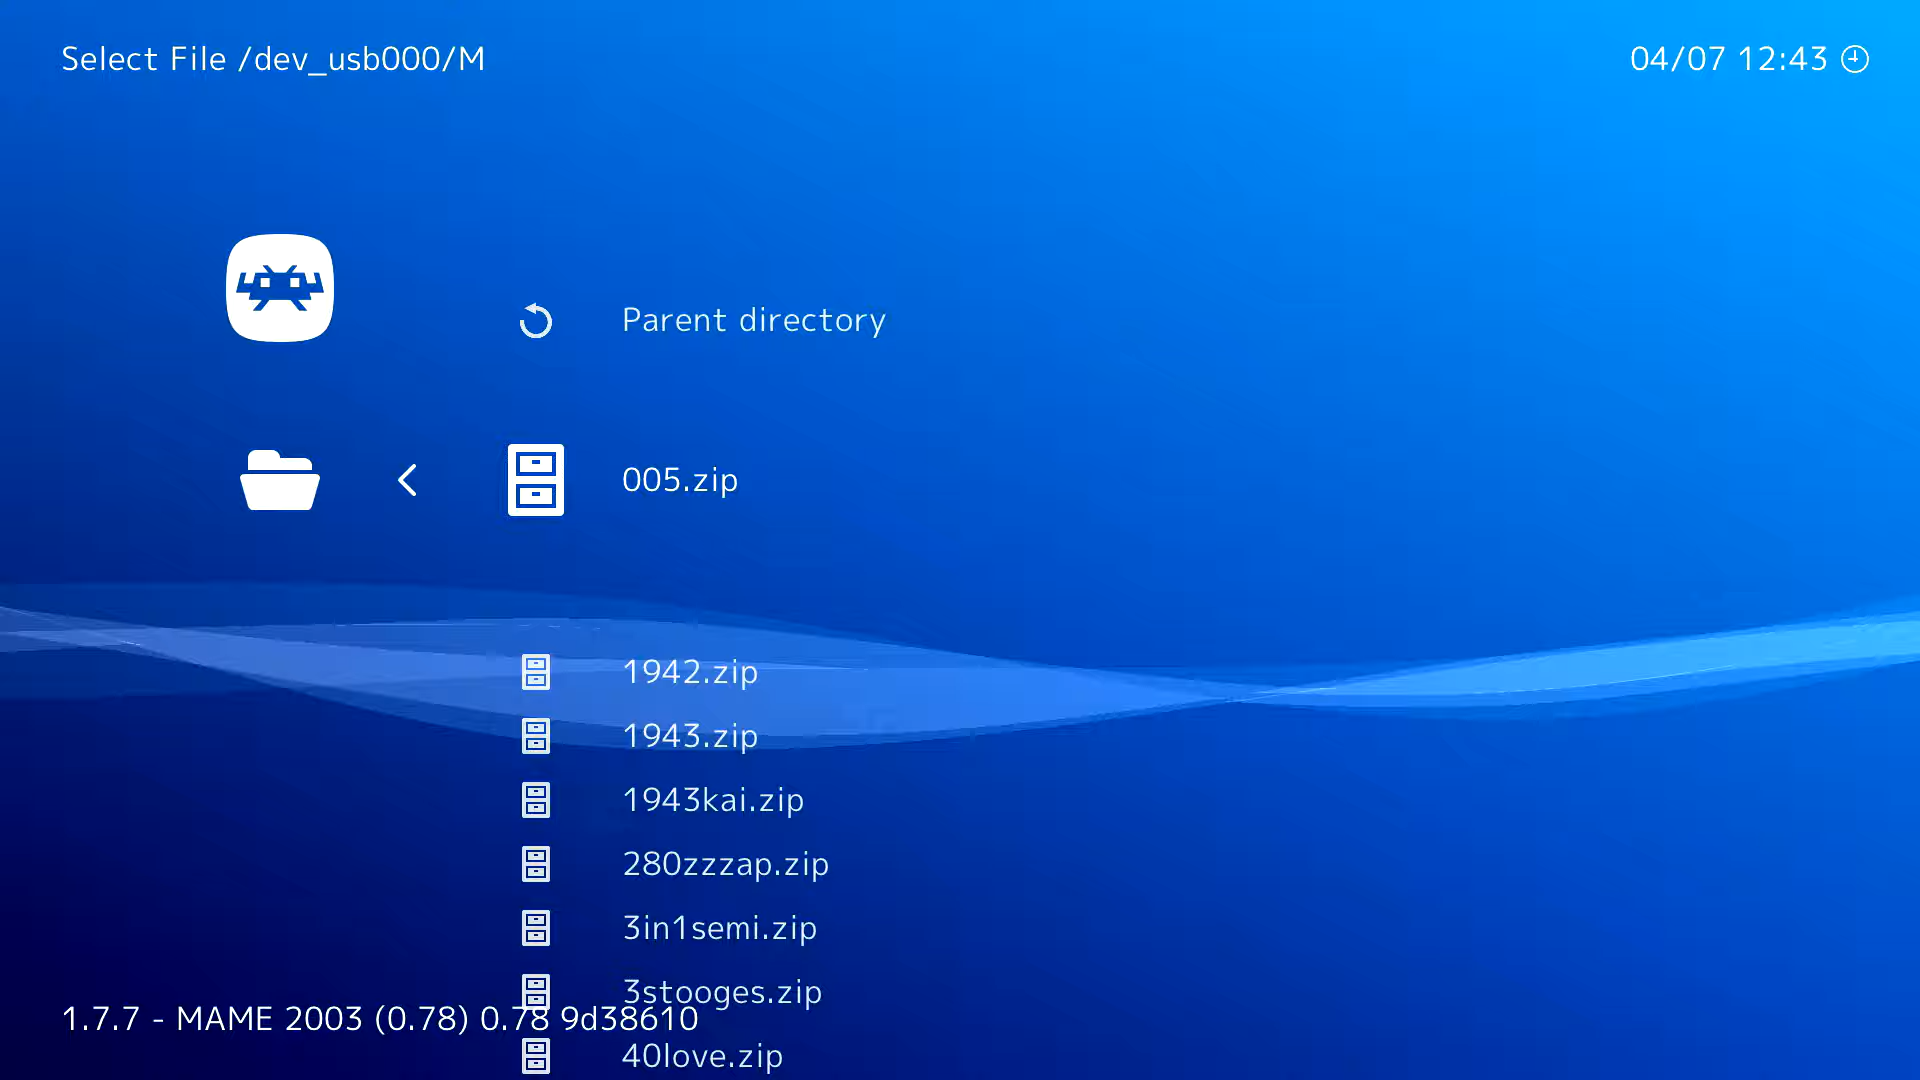 Select File /dev_usb000/M
04/07 12:43
Parent directory
005.zip
1942.zip
1943.zip
1943kai.zip
280zzzap.zip
3in1semi.zip
3stooges.zip
1.7.7 - MAME 2003 (0.78) 0.78 9d38610
40love.zip